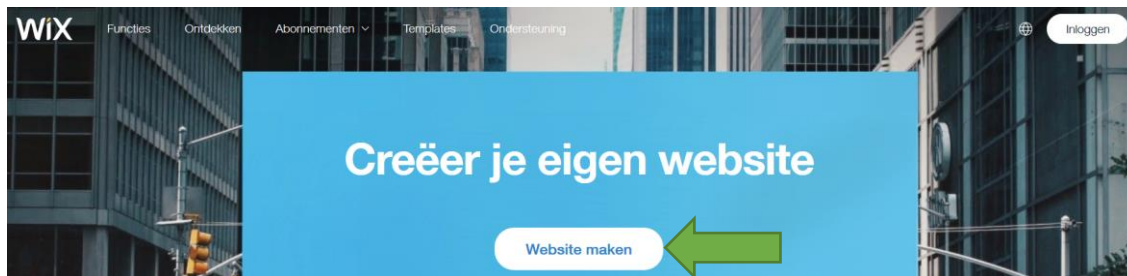 WiX Functies Ontdekken Abonnementen Templates Ondersteuning Inloggen
Creëer je eigen website
Website maken